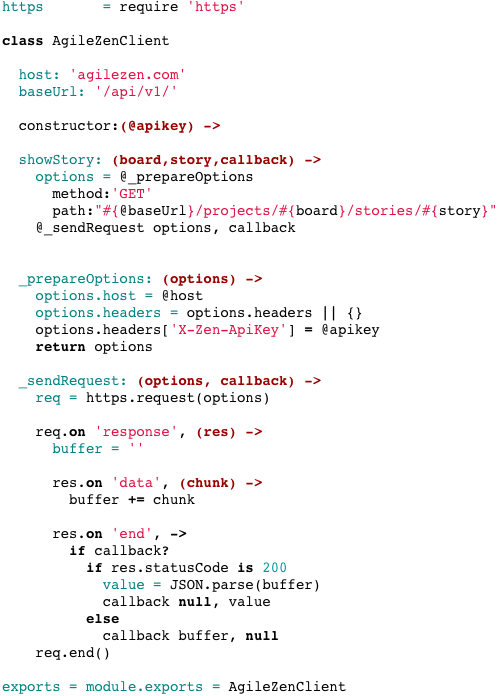 https       = require 'https'

class AgileZenClient

  host: 'agilezen.com'
  baseUrl: '/api/v1/'

  constructor:(@apikey) ->

  showStory: (board,story,callback) ->
    options = @_prepareOptions
      method:'GET'
      path:"#{@baseUrl}/projects/#{board}/stories/#{story}"
    @_sendRequest options, callback


  _prepareOptions: (options) ->
    options.host = @host
    options.headers = options.headers || {}
    options.headers['X-Zen-ApiKey'] = @apikey
    return options

  _sendRequest: (options, callback) ->
    req = https.request(options)

    req.on 'response', (res) ->
      buffer = ''

      res.on 'data', (chunk) ->
        buffer += chunk

      res.on 'end', ->
        if callback?
          if res.statusCode is 200
            value = JSON.parse(buffer)
            callback null, value
          else
            callback buffer, null
    req.end()

exports = module.exports = AgileZenClient